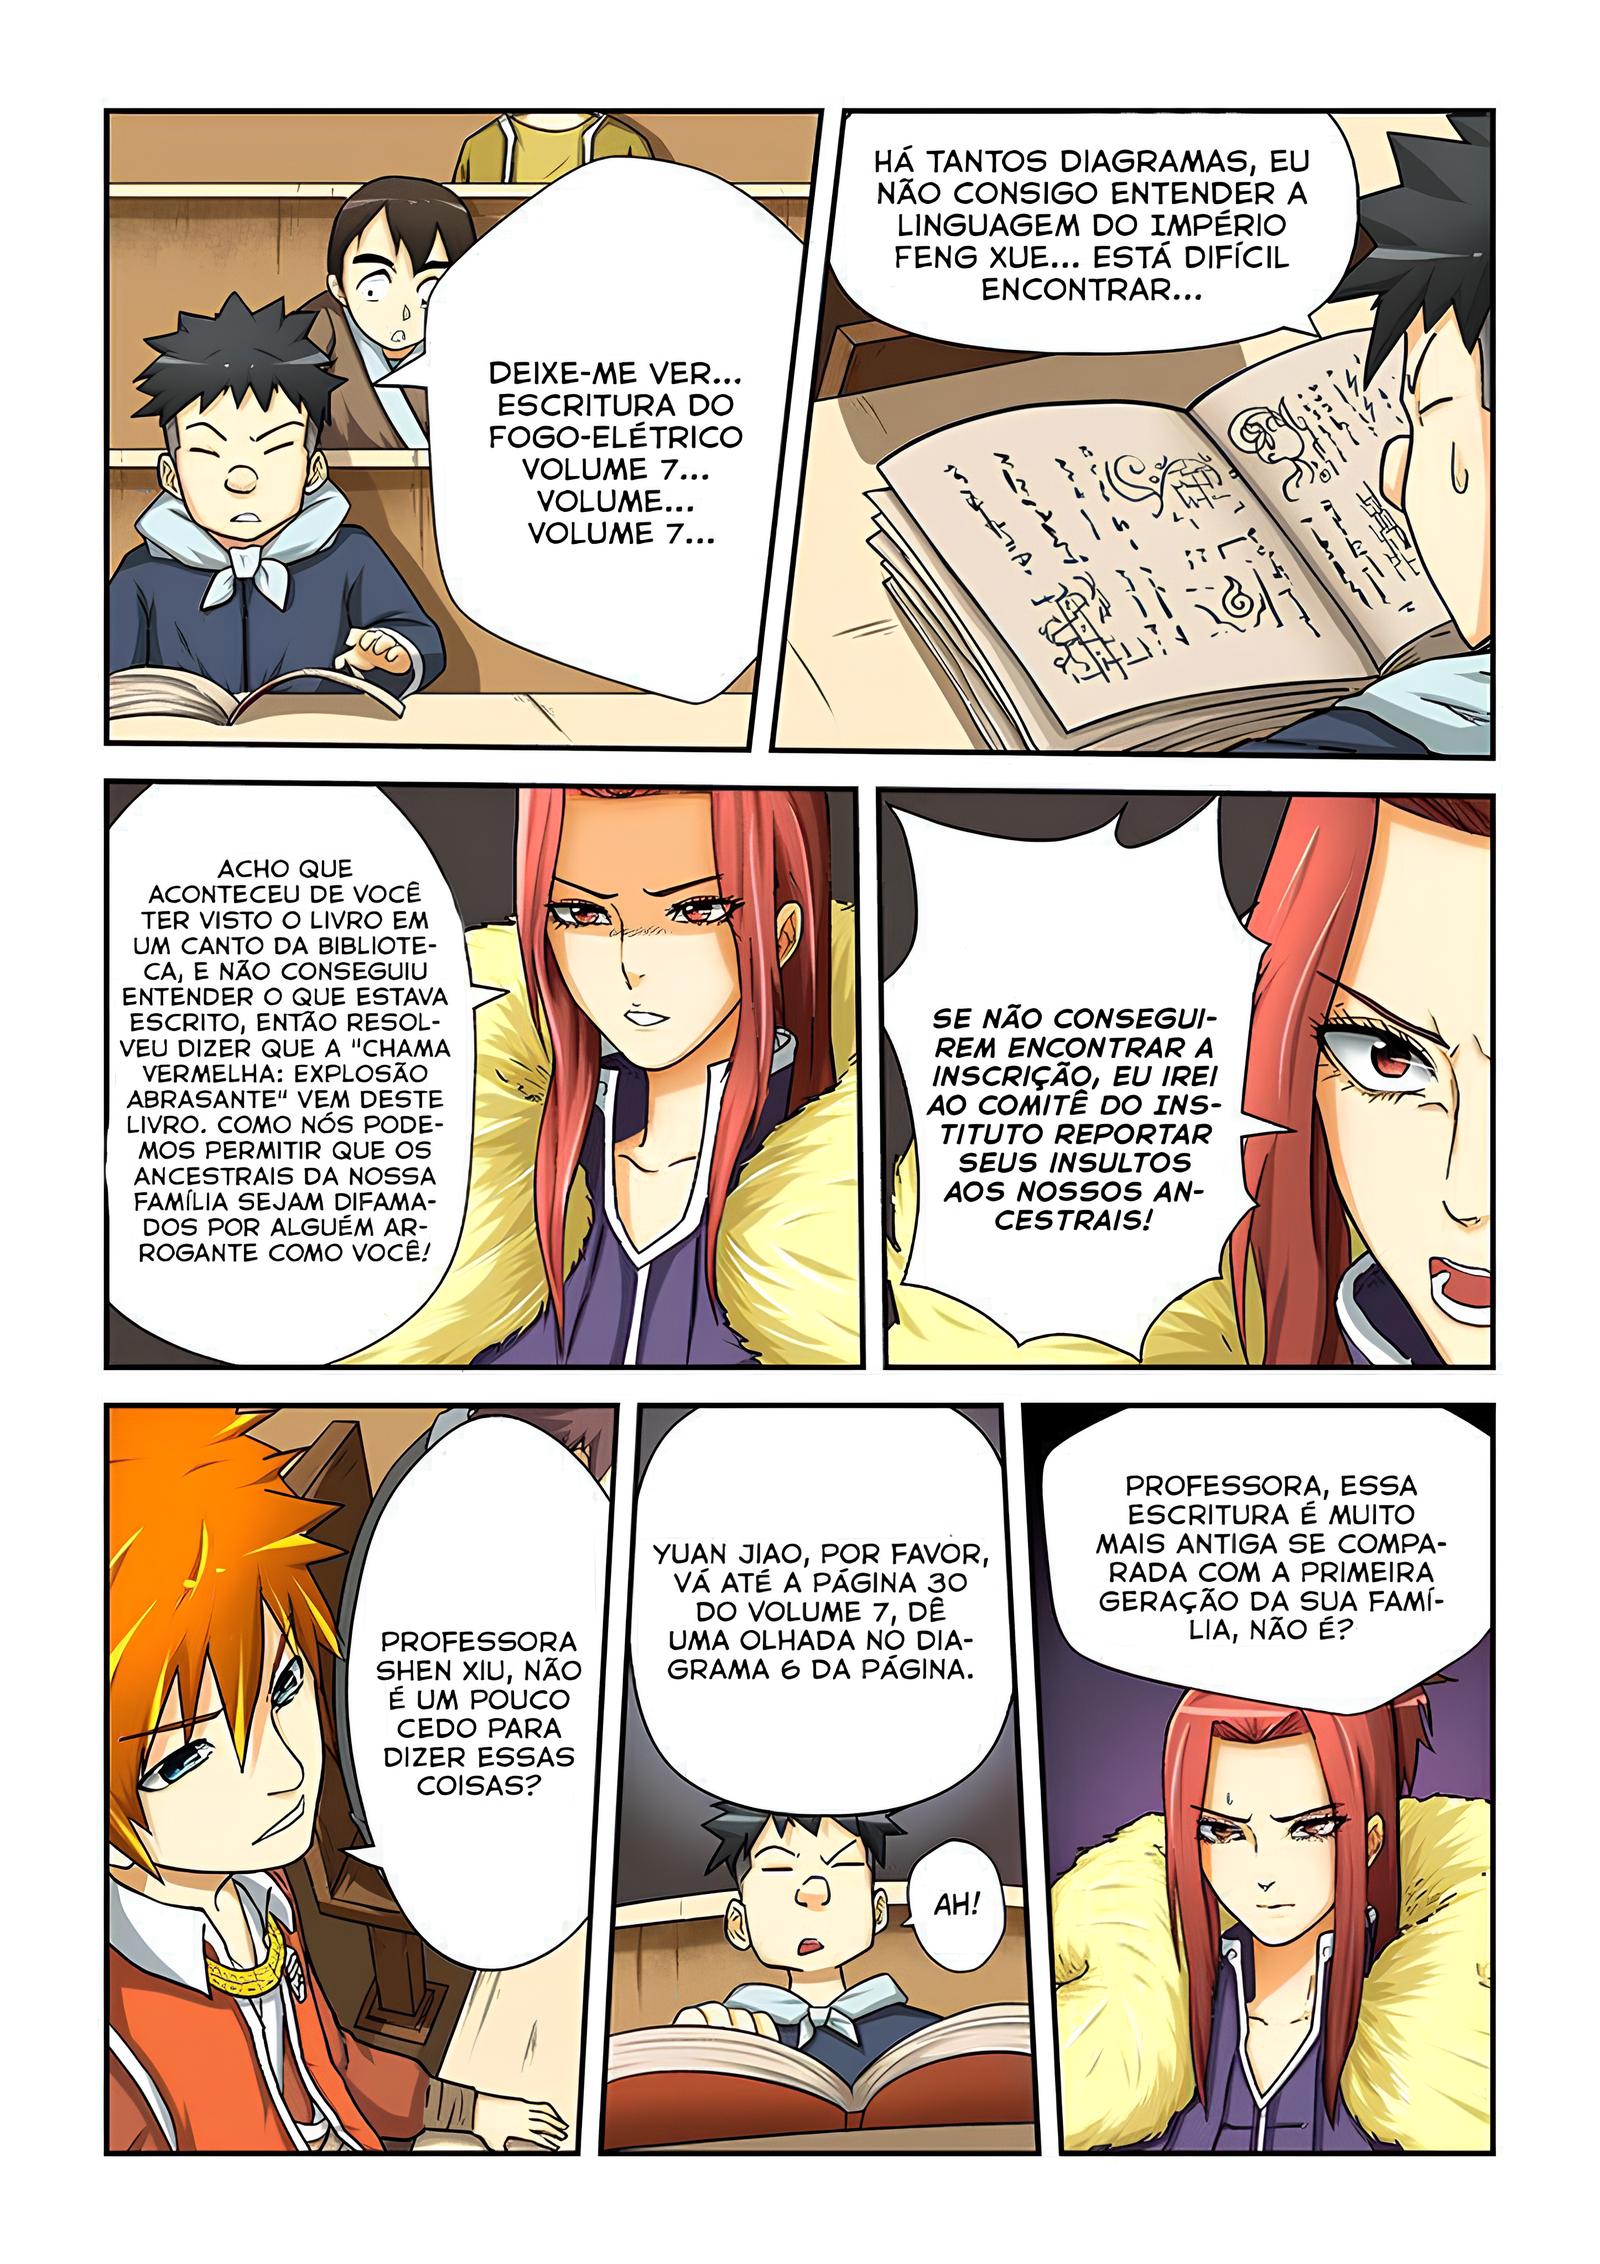 DEIXE-ME VER...
ESCRITURA DO
FOGO-ELÉTRICO
VOLUME 7...
VOLUME...
VOLUME 7...
HÁ TANTOS DIAGRAMAS, EU
NÃO CONSIGO ENTENDER A
LINGUAGEM DO IMPÉRIO
FENG XUE... ESTÁ DIFÍCIL
ENCONTRAR...
ACHO QUE
ACONTECEU DE VOCÊ
TER VISTO O LIVRO EM
UM CANTO DA BIBLIOTE-
CA, E NÃO CONSEGUIU
ENTENDER O QUE ESTAVA
ESCRITO, ENTÃO RESOL-
VEU DIZER QUE A "CHAMA
VERMELHA: EXPLOSÃO
ABRASANTE" VEM DESTE
LIVRO. COMO NÓS PODE-
MOS PERMITIR QUE OS
ANCESTRAIS DA NOSSA
FAMÍLIA SEJAM DIFAMA-
DOS POR ALGUÉM AR-
ROGANTE COMO VOCÊ!
SE NÃO CONSEGUI-
REM ENCONTRAR A
INSCRIÇÃO, EU IREI
AO COMITÊ DO INS-
TITUTO REPORTAR
SEUS INSULTOS
AOS NOSSOS AN-
CESTRAIS!
PROFESSORA
SHEN XIU, NÃO
É UM POUCO
CEDO PARA
DIZER ESSAS
COISAS?
YUAN JIAO, POR FAVOR,
VÁ ATÉ A PÁGINA 30
DO VOLUME 7, DÊ
UMA OLHADA NO DIA-
GRAMA 6 DA PÁGINA.
AH!
PROFESSORA, ESSA
ESCRITURA É MUITO
MAIS ANTIGA SE COMPA-
RADA COM A PRIMEIRA
GERAÇÃO DA SUA FAMÍ-
LIA, NÃO É?